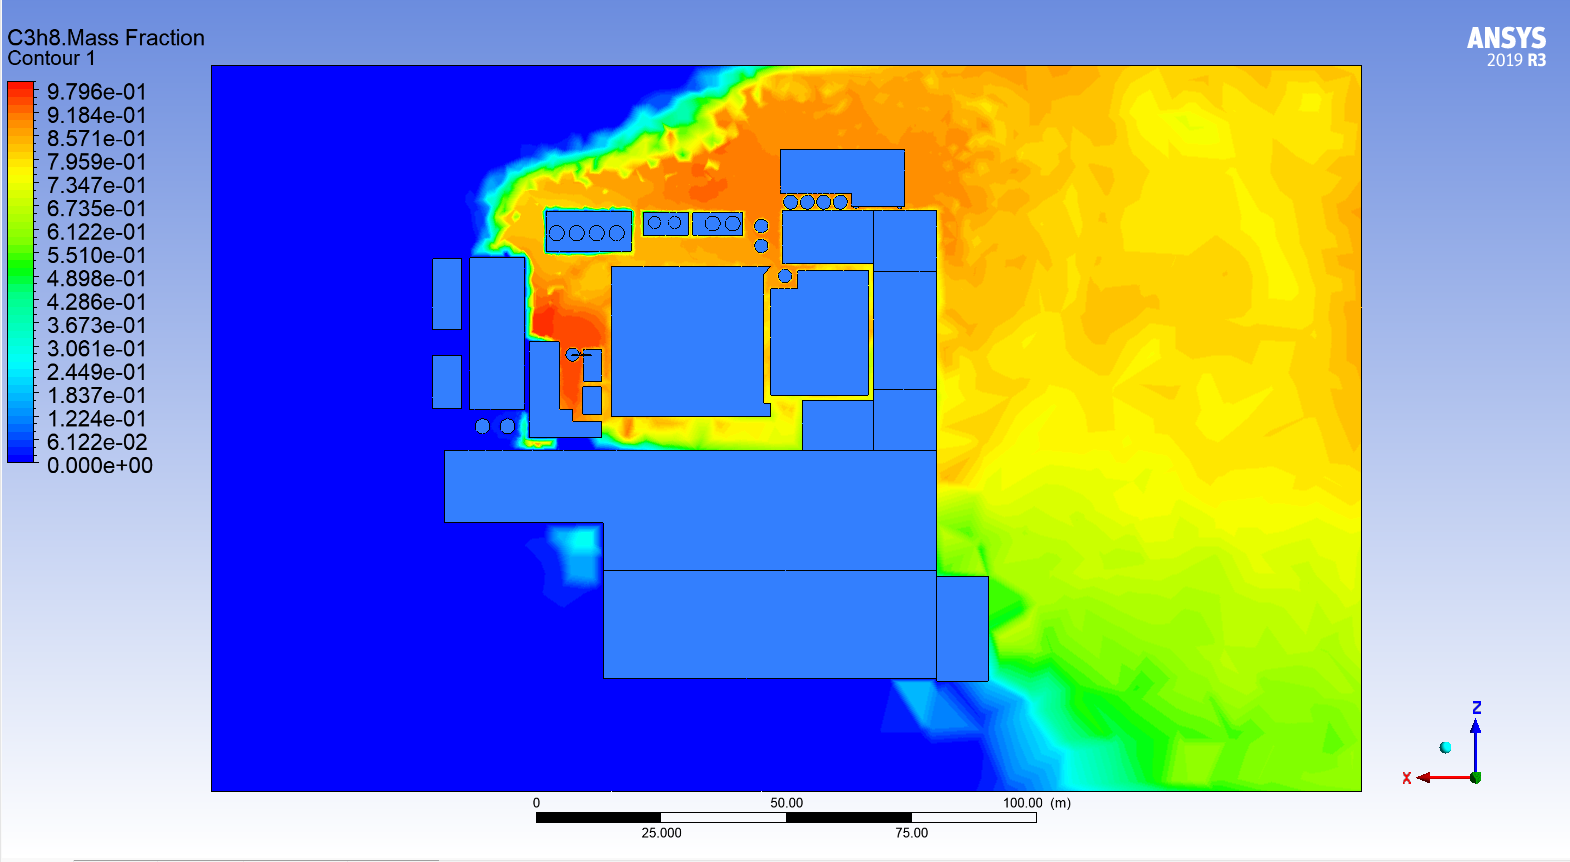 C3h8.Mass Fraction
Contour 1
9.796e-01
9.184e-01
8.571e-01
7.959e-01
7.347e-01
6.735e-01
6.122e-01
5.510e-01
4.898e-01
4.286e-01
3.673e-01
3.061e-01
2.449e-01
1.837e-01
1.224e-01
6.122e-02
0.000e+00
ANSYS
2019 R3
0 50.00 100.00 (m)
25.000 75.00
Z
X